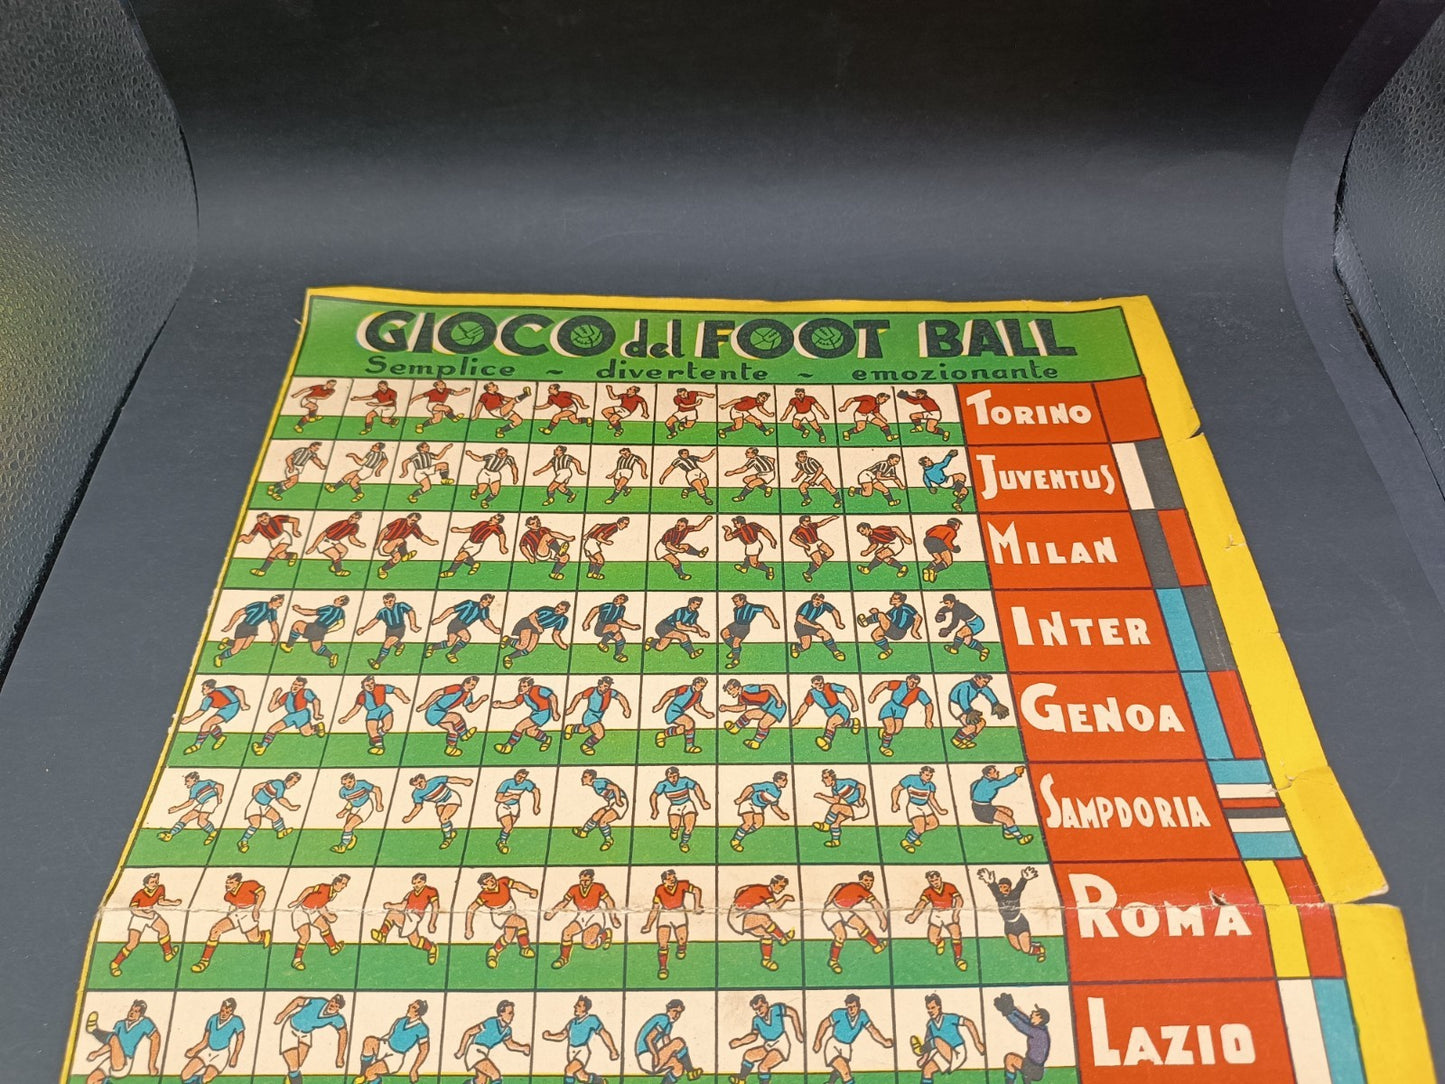 GIOCO del FOOT BALL
Semplice ~ divertente ~ emozionante
TORINO
JUVENTUS
MILAN
INTER
GENOA
SAMPDORIA
ROMA
LAZIO